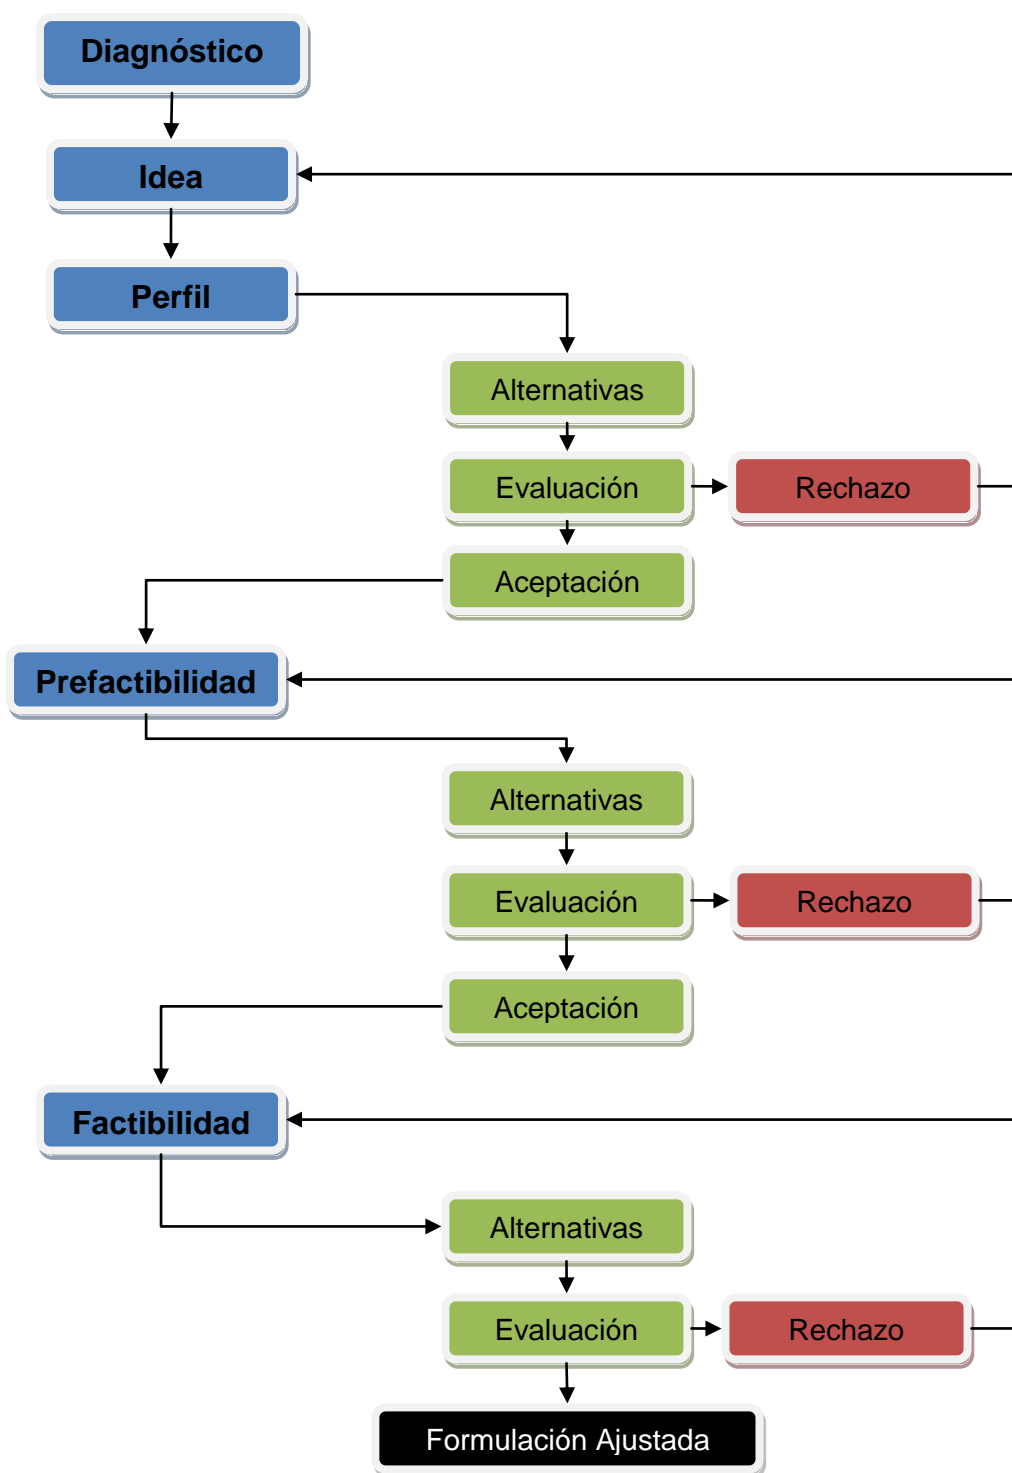 Diagnóstico
Idea
Perfil
Alternativas
Evaluación
Rechazo
Aceptación
Prefactibilidad
Alternativas
Evaluación
Rechazo
Aceptación
Factibilidad
Alternativas
Evaluación
Rechazo
Formulación Ajustada